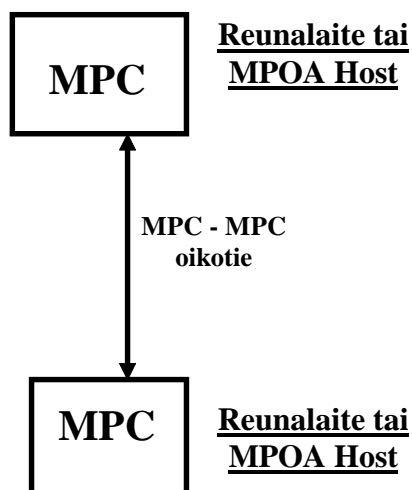 MPC
Reunalaite tai
MPOA Host
MPC - MPC
oikotie
MPC
Reunalaite tai
MPOA Host